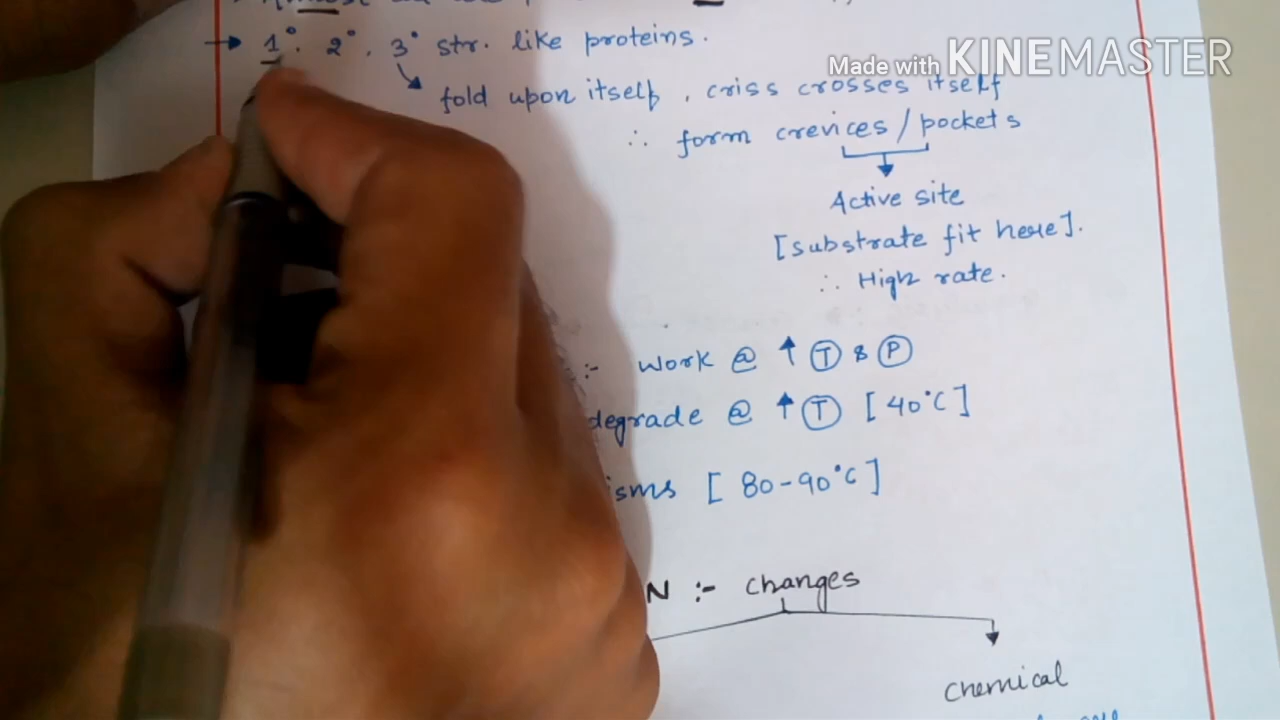 → 1°. 2°, 3° str. like proteins.
Made with KINEMASTER
fold upon itself, criss crosses itself
∴ form crevices / pockets
Active site
[substrate fit here].
∴ High rate.
:- work @ ↑ Ⓣ & Ⓟ
degrade @ ↑ Ⓣ [40°C]
isms [80-90°C]
N :- changes
chemical